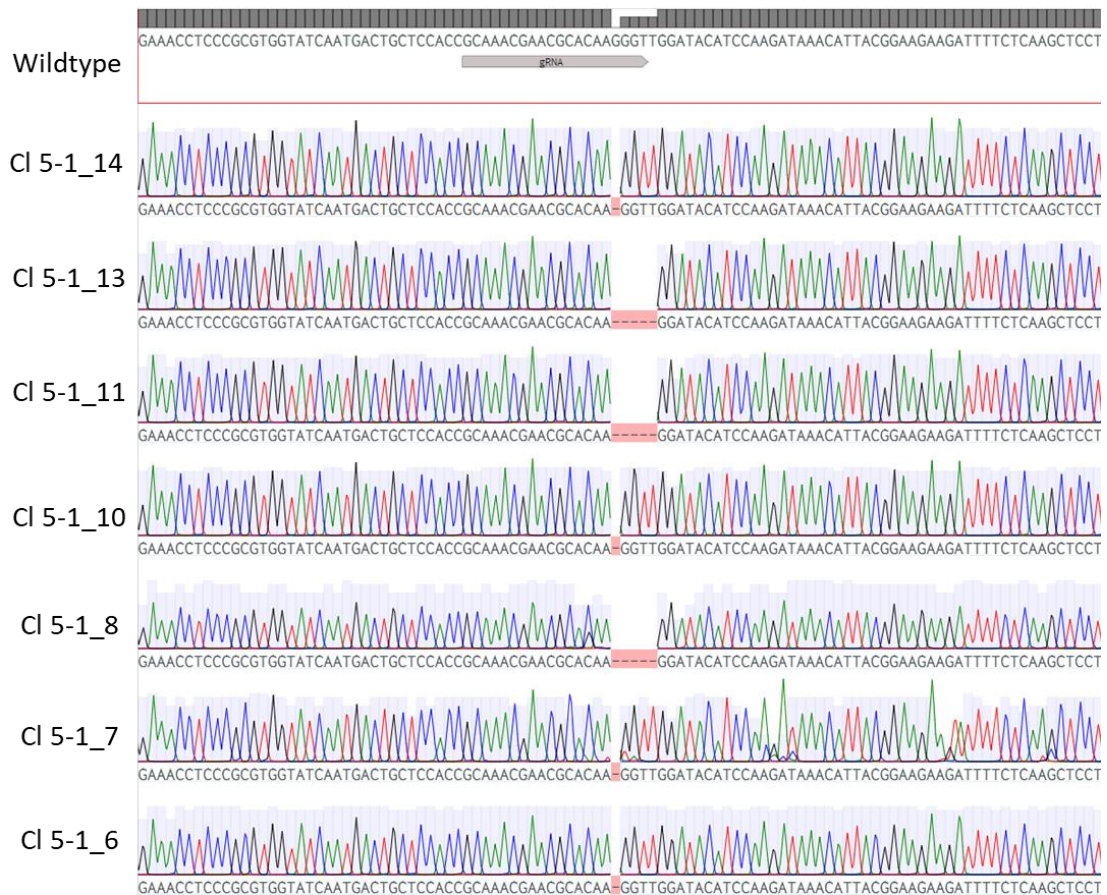 GAAACCTCCCGCGTGGTATCAATGACTGCTCCACCGCAAACGAACGCACAAGGGTTGGATACATCCAAGATAAACATTACGGAAGAAGATTTTCTCAAGCTCCT
Wildtype
gRNA
Cl 5-1_14
GAAACCTCCCGCGTGGTATCAATGACTGCTCCACCGCAAACGAACGCACAA-GGTTGGATACATCCAAGATAAACATTACGGAAGAAGATTTTCTCAAGCTCCT
Cl 5-1_13
GAAACCTCCCGCGTGGTATCAATGACTGCTCCACCGCAAACGAACGCACAA-----GGATACATCCAAGATAAACATTACGGAAGAAGATTTTCTCAAGCTCCT
Cl 5-1_11
GAAACCTCCCGCGTGGTATCAATGACTGCTCCACCGCAAACGAACGCACAA-----GGATACATCCAAGATAAACATTACGGAAGAAGATTTTCTCAAGCTCCT
Cl 5-1_10
GAAACCTCCCGCGTGGTATCAATGACTGCTCCACCGCAAACGAACGCACAA-GGTTGGATACATCCAAGATAAACATTACGGAAGAAGATTTTCTCAAGCTCCT
Cl 5-1_8
GAAACCTCCCGCGTGGTATCAATGACTGCTCCACCGCAAACGAACGCACAA-----GGATACATCCAAGATAAACATTACGGAAGAAGATTTTCTCAAGCTCCT
Cl 5-1_7
GAAACCTCCCGCGTGGTATCAATGACTGCTCCACCGCAAACGAACGCACAA-GGTTGGATACATCCAAGATAAACATTACGGAAGAAGATTTTCTCAAGCTCCT
Cl 5-1_6
GAAACCTCCCGCGTGGTATCAATGACTGCTCCACCGCAAACGAACGCACAA-GGTTGGATACATCCAAGATAAACATTACGGAAGAAGATTTTCTCAAGCTCCT